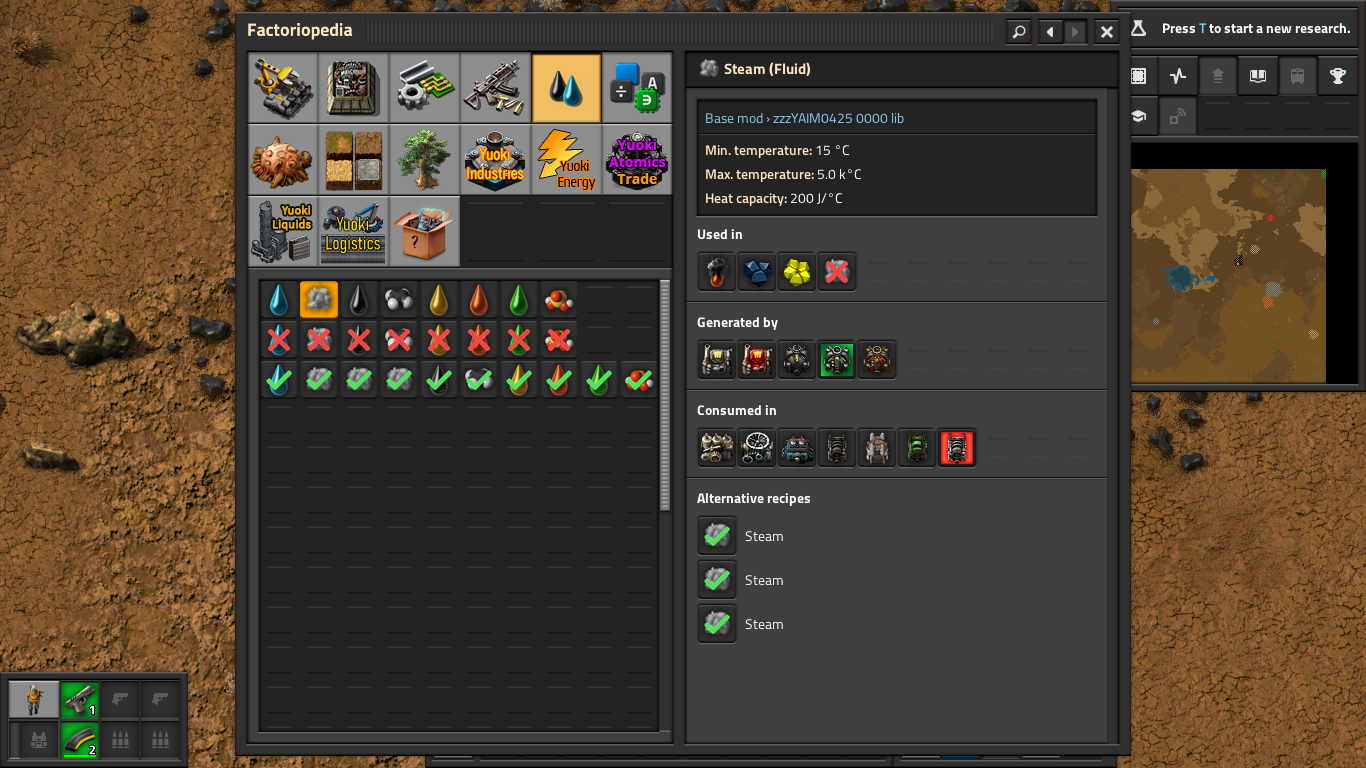 Factoriopedia
A
Yuoki
Industries
Yuoki
Energy
Yuoki
Atomics
Trade
Yuoki
Liquids
Yuoki
Logistics
?
Steam (Fluid)
Base mod › zzzYAIM0425 0000 lib
Min. temperature: 15 °C
Max. temperature: 5.0 k°C
Heat capacity: 200 J/°C
Used in
Generated by
Consumed in
Alternative recipes
Steam
Steam
Steam
Press T to start a new research.
1
2